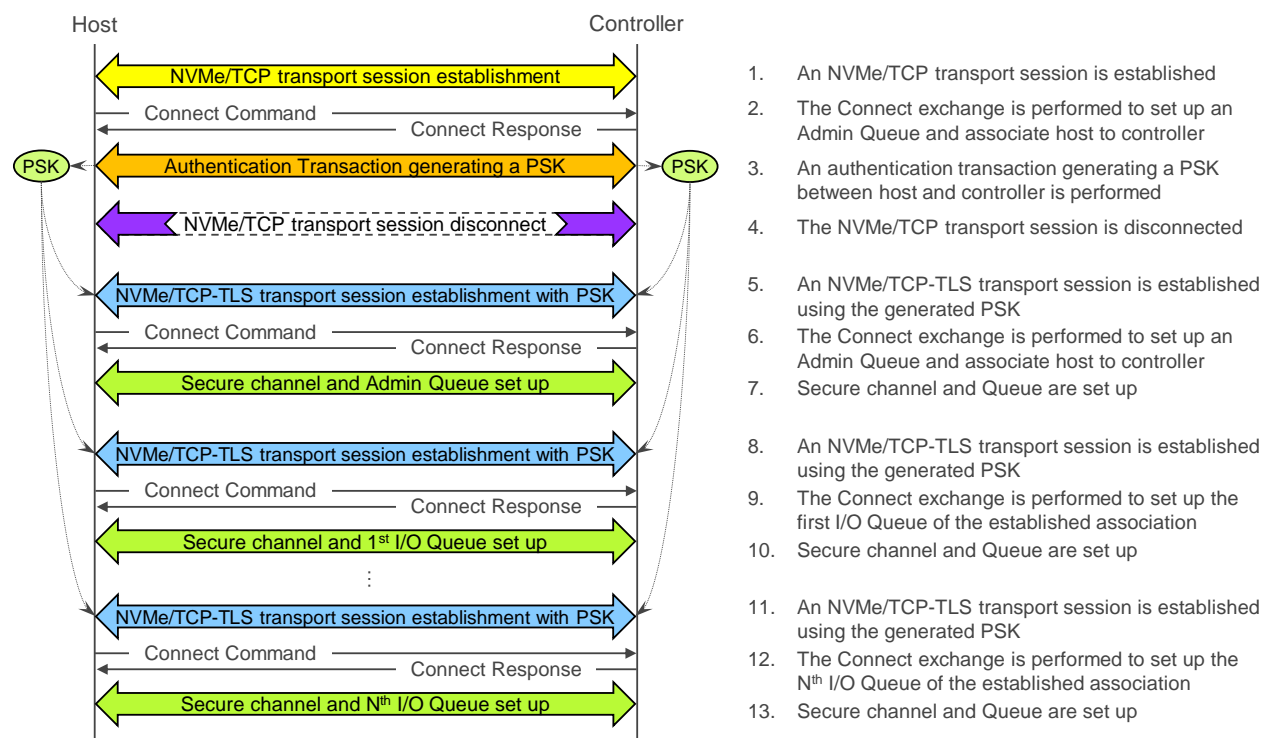 Host
Controller
NVMe/TCP transport session establishment
Connect Command
Connect Response
PSK
Authentication Transaction generating a PSK
PSK
NVMe/TCP transport session disconnect
NVMe/TCP-TLS transport session establishment with PSK
Connect Command
Connect Response
Secure channel and Admin Queue set up
NVMe/TCP-TLS transport session establishment with PSK
Connect Command
Connect Response
Secure channel and 1st I/O Queue set up
⋮
NVMe/TCP-TLS transport session establishment with PSK
Connect Command
Connect Response
Secure channel and Nth I/O Queue set up
1. An NVMe/TCP transport session is established
2. The Connect exchange is performed to set up an
Admin Queue and associate host to controller
3. An authentication transaction generating a PSK
between host and controller is performed
4. The NVMe/TCP transport session is disconnected
5. An NVMe/TCP-TLS transport session is established
using the generated PSK
6. The Connect exchange is performed to set up an
Admin Queue and associate host to controller
7. Secure channel and Queue are set up
8. An NVMe/TCP-TLS transport session is established
using the generated PSK
9. The Connect exchange is performed to set up the
first I/O Queue of the established association
10. Secure channel and Queue are set up
11. An NVMe/TCP-TLS transport session is established
using the generated PSK
12. The Connect exchange is performed to set up the
Nth I/O Queue of the established association
13. Secure channel and Queue are set up